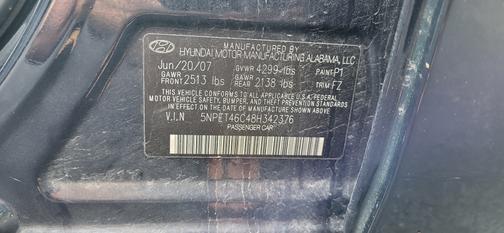 MANUFACTURED BY
HYUNDAI MOTOR MANUFACTURING ALABAMA, LLC
Jun/20/07 GVWR 4299 lbs PAINT P1
GAWR FRONT 2513 lbs GAWR REAR 2138 lbs TRIM FZ
THIS VEHICLE CONFORMS TO ALL APPLICABLE FEDERAL
MOTOR VEHICLE SAFETY, BUMPER, AND THEFT PREVENTION
STANDARDS IN EFFECT ON THE DATE OF MANUFACTURE SHOWN ABOVE.
V.I.N 5NPET46C48H342376
PASSENGER CAR